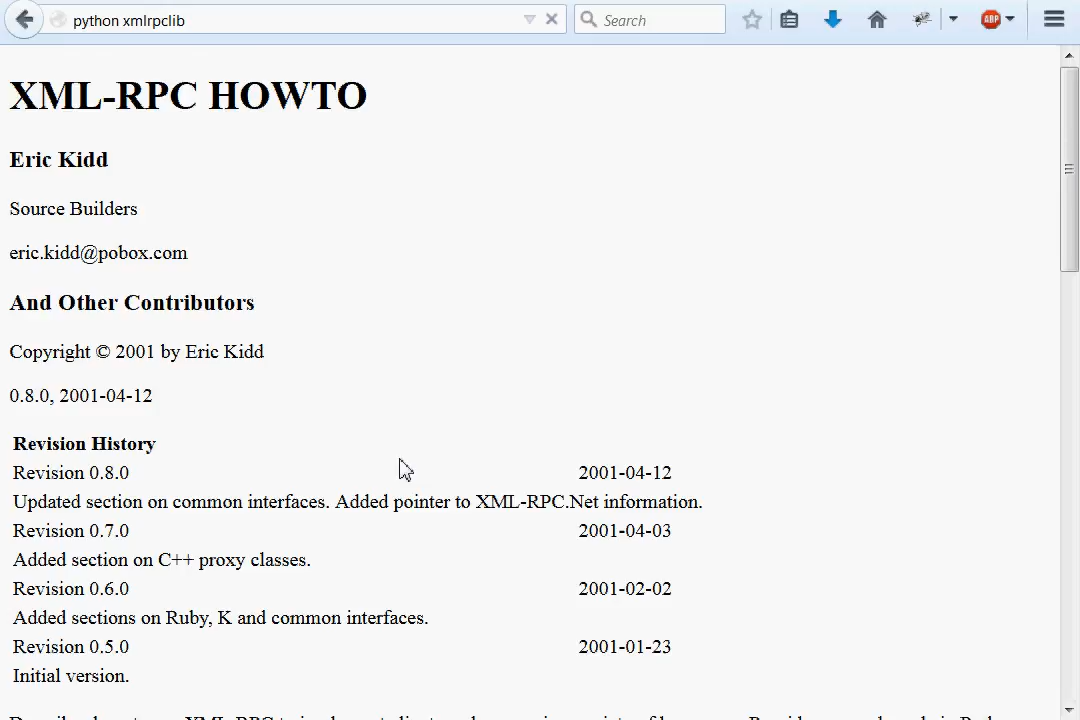 python xmlrpclib
Search
ABP
XML-RPC HOWTO
Eric Kidd
Source Builders
eric.kidd@pobox.com
And Other Contributors
Copyright © 2001 by Eric Kidd
0.8.0, 2001-04-12
Revision History
Revision 0.8.0 2001-04-12
Updated section on common interfaces. Added pointer to XML-RPC.Net information.
Revision 0.7.0 2001-04-03
Added section on C++ proxy classes.
Revision 0.6.0 2001-02-02
Added sections on Ruby, K and common interfaces.
Revision 0.5.0 2001-01-23
Initial version.